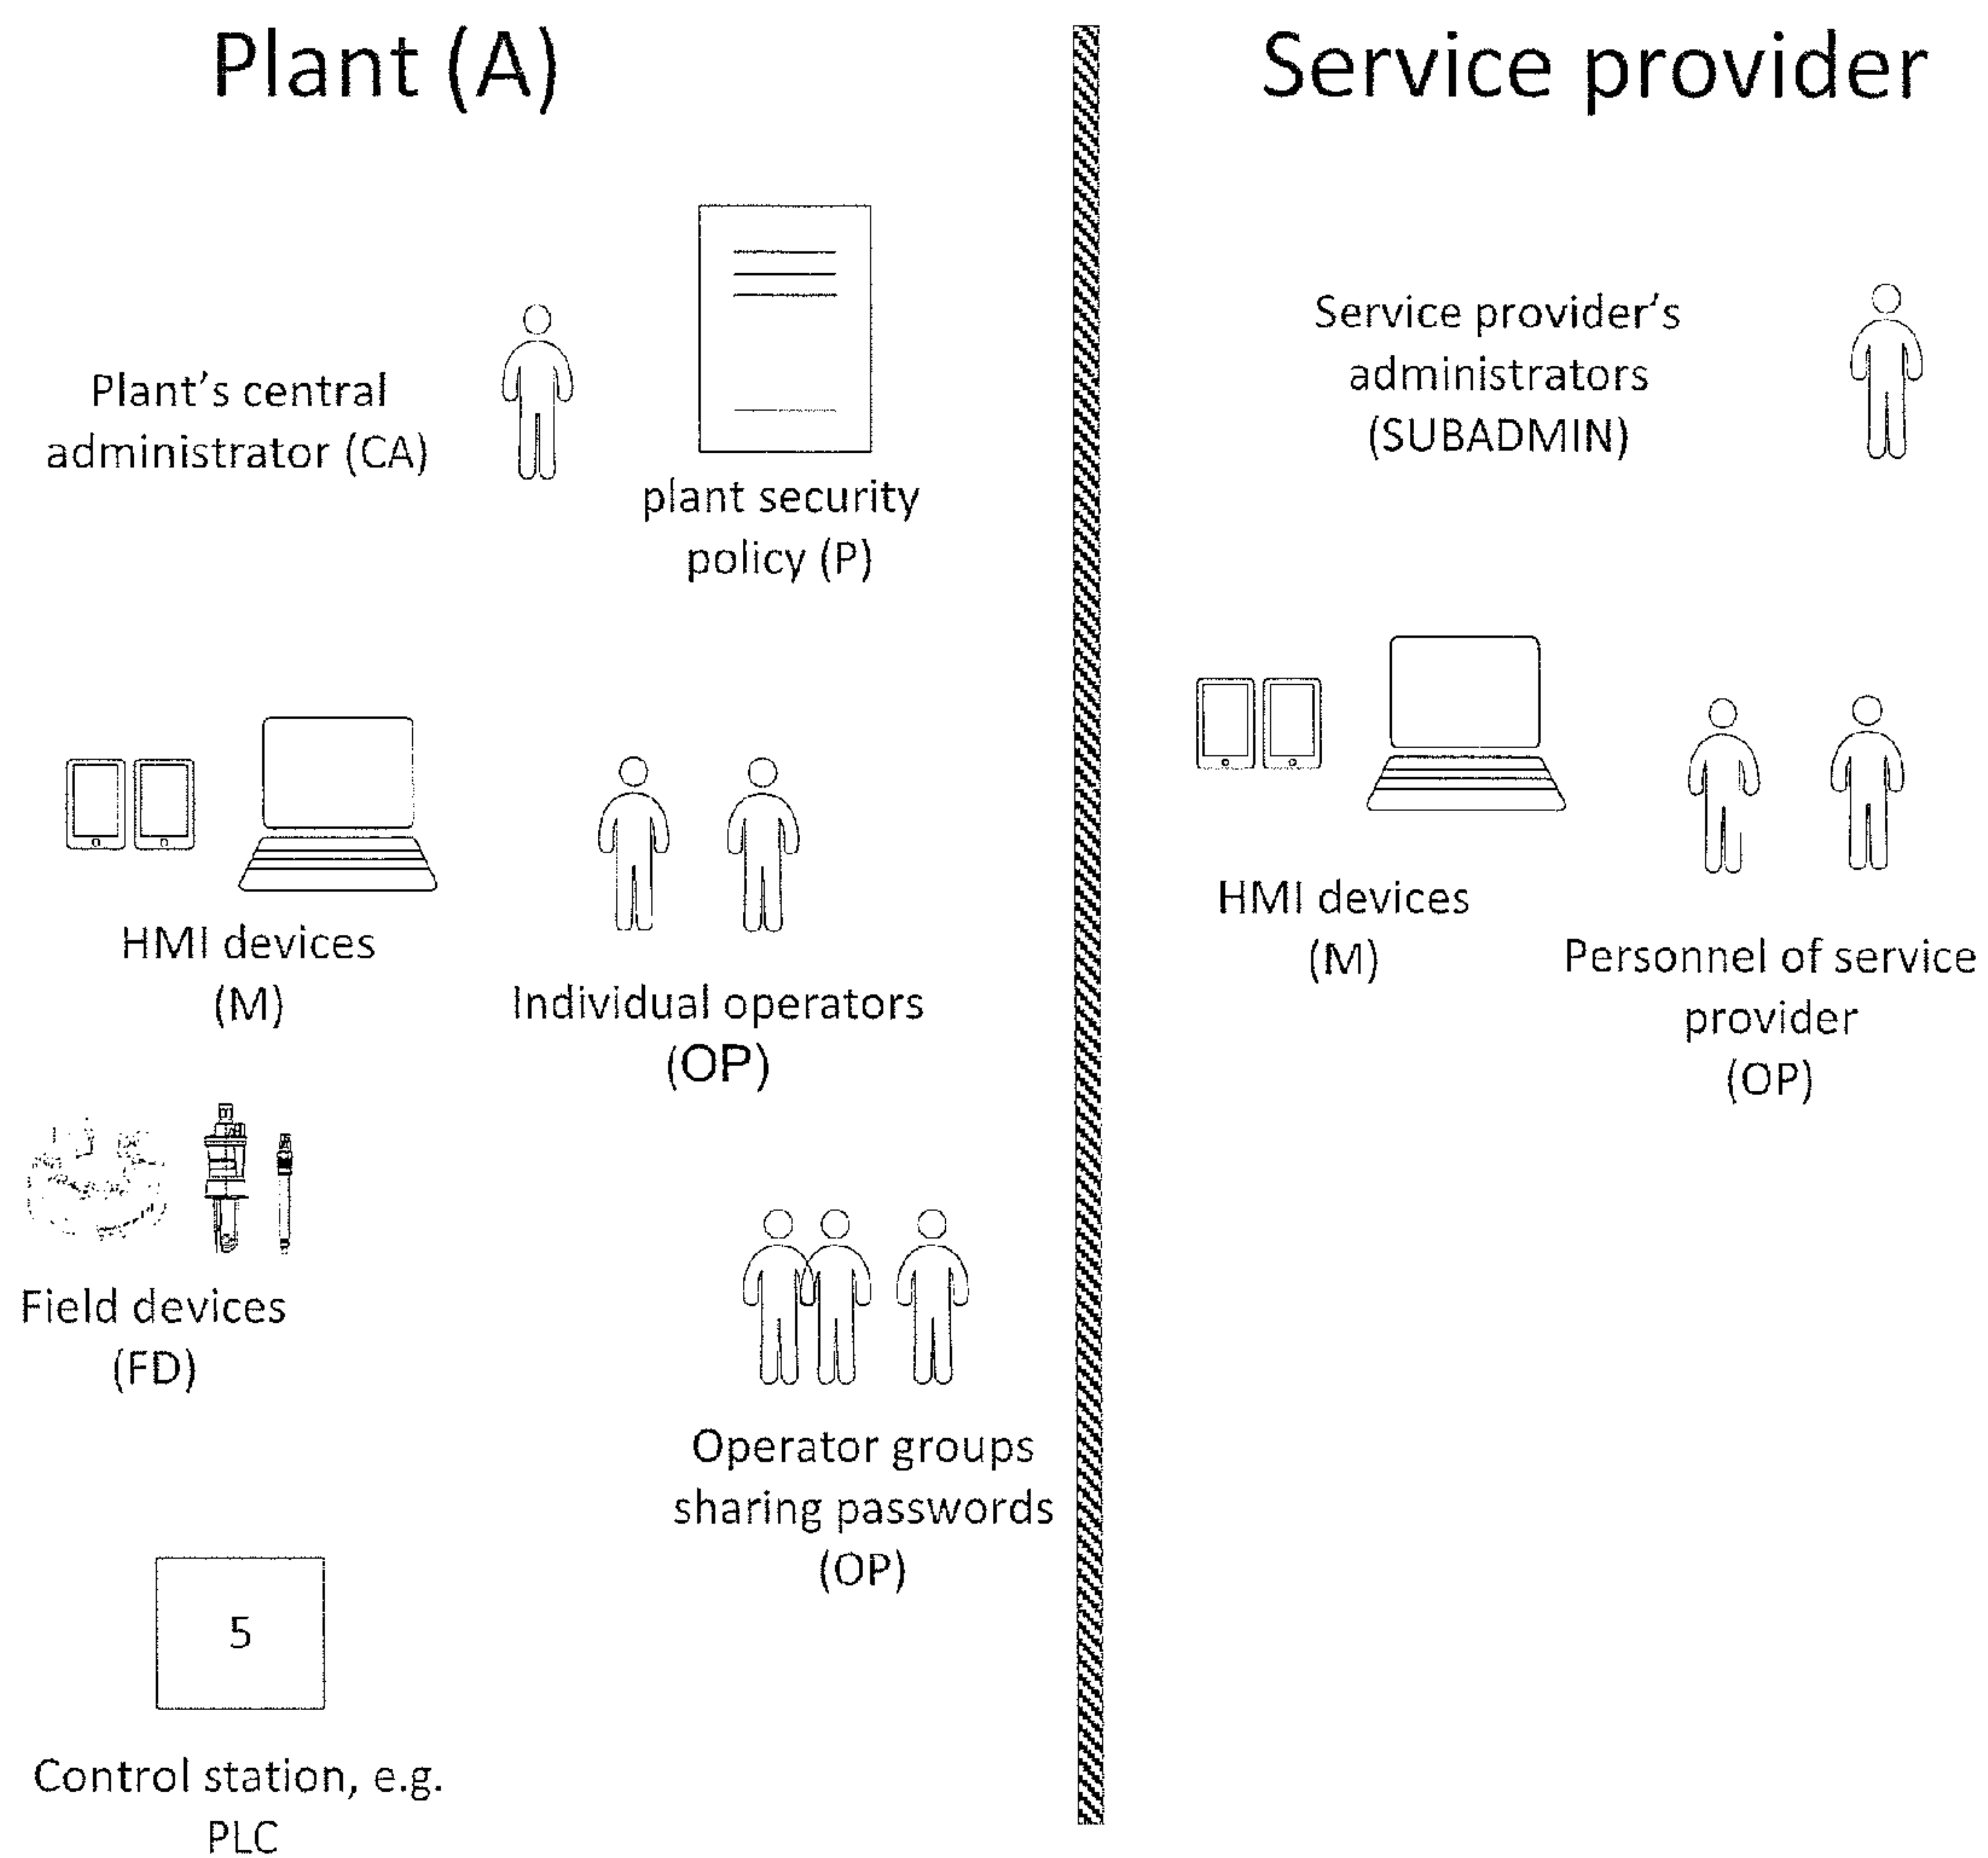 Plant (A)
Service provider
Plant's central
administrator (CA)
plant security
policy (P)
HMI devices
(M)
Individual operators
(OP)
Field devices
(FD)
Operator groups
sharing passwords
(OP)
5
Control station, e.g.
PLC
Service provider's
administrators
(SUBADMIN)
HMI devices
(M)
Personnel of service
provider
(OP)